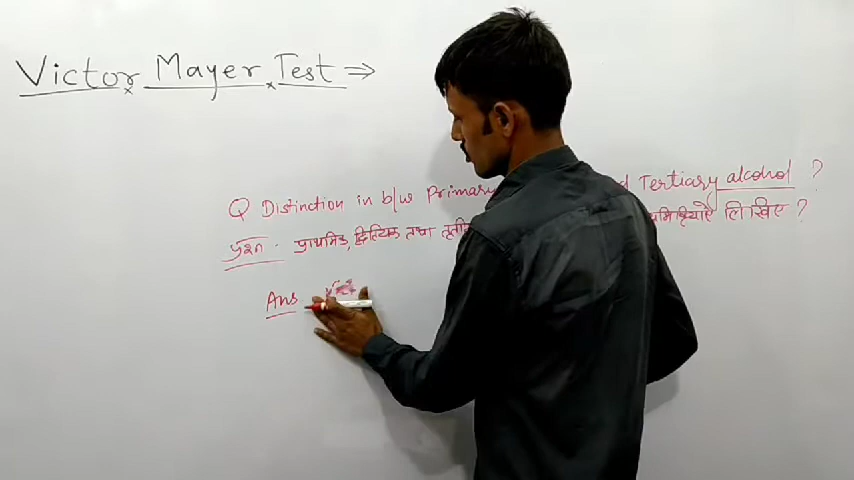 Victor Mayer Test ⇒
Q Distinction in b/w Primary Tertiary alcohol ?
प्रश्न प्राथमिक, द्वितियक तथा लिखिए ?
Ans